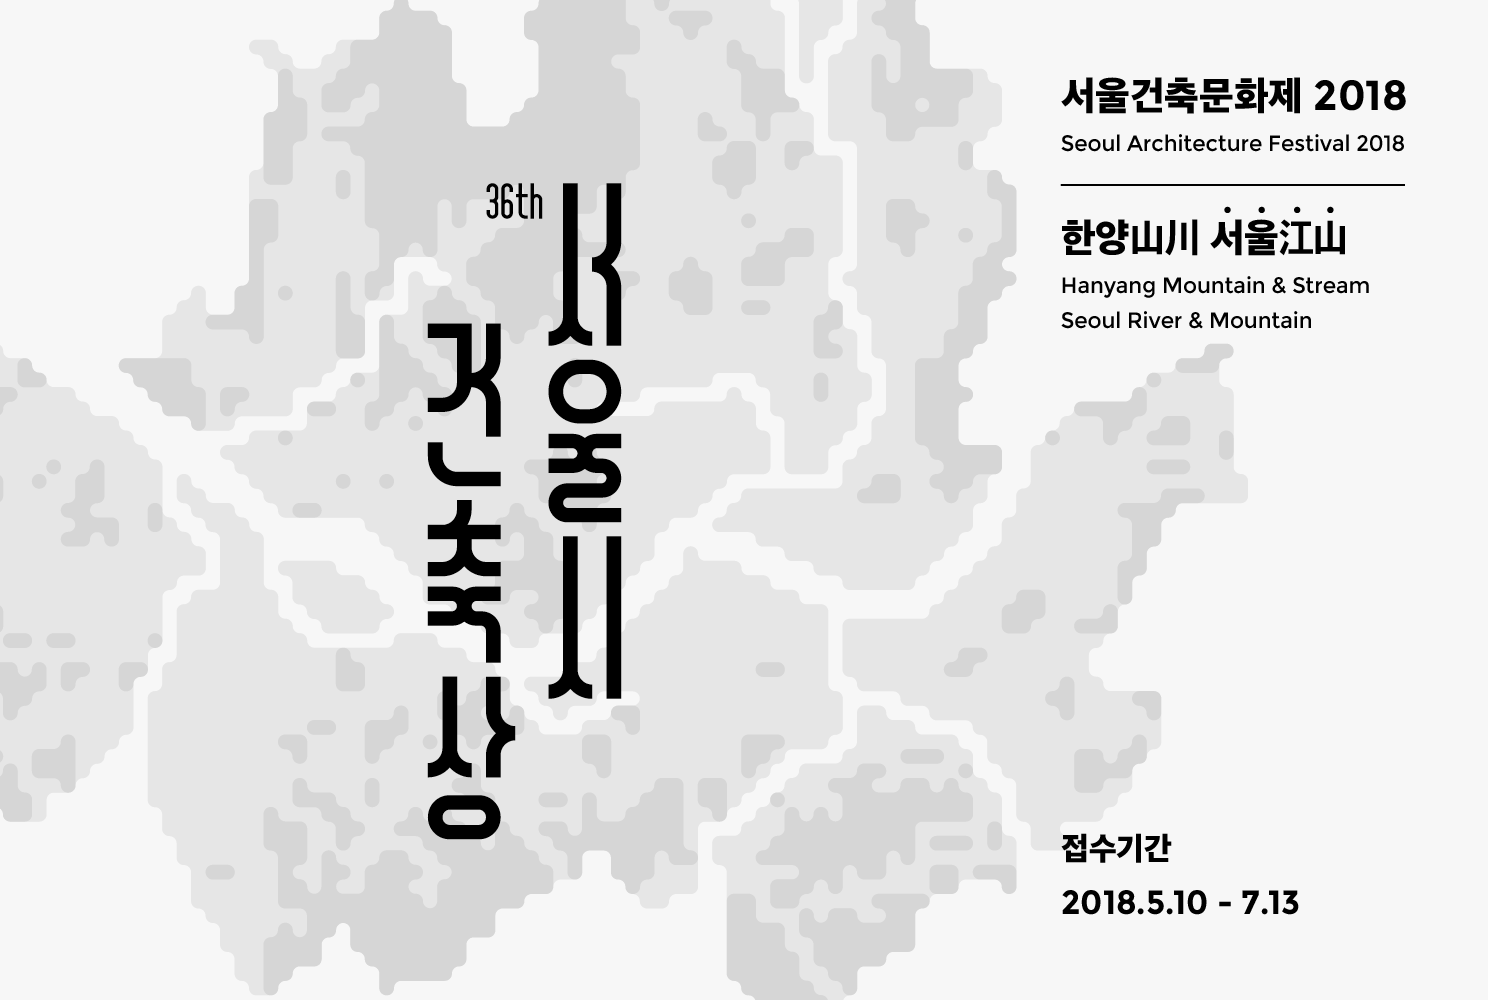 36th
서울시
건축상
서울건축문화제 2018
Seoul Architecture Festival 2018
한양山川 서울江山
Hanyang Mountain & Stream
Seoul River & Mountain
접수기간
2018.5.10 - 7.13